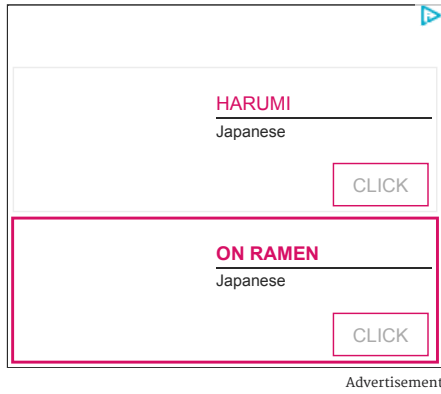 HARUMI
Japanese
CLICK
ON RAMEN
Japanese
CLICK
Advertisement